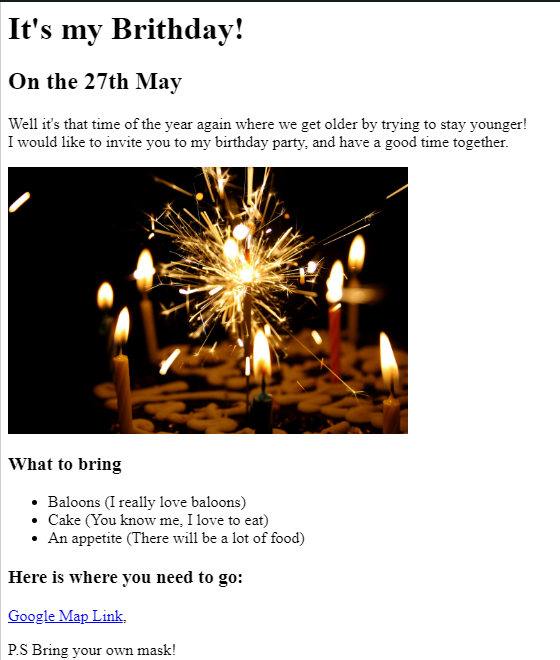 It's my Brithday!
On the 27th May
Well it's that time of the year again where we get older by trying to stay younger!
I would like to invite you to my birthday party, and have a good time together.
What to bring
Baloons (I really love baloons)
Cake (You know me, I love to eat)
An appetite (There will be a lot of food)
Here is where you need to go:
Google Map Link,
P.S Bring your own mask!